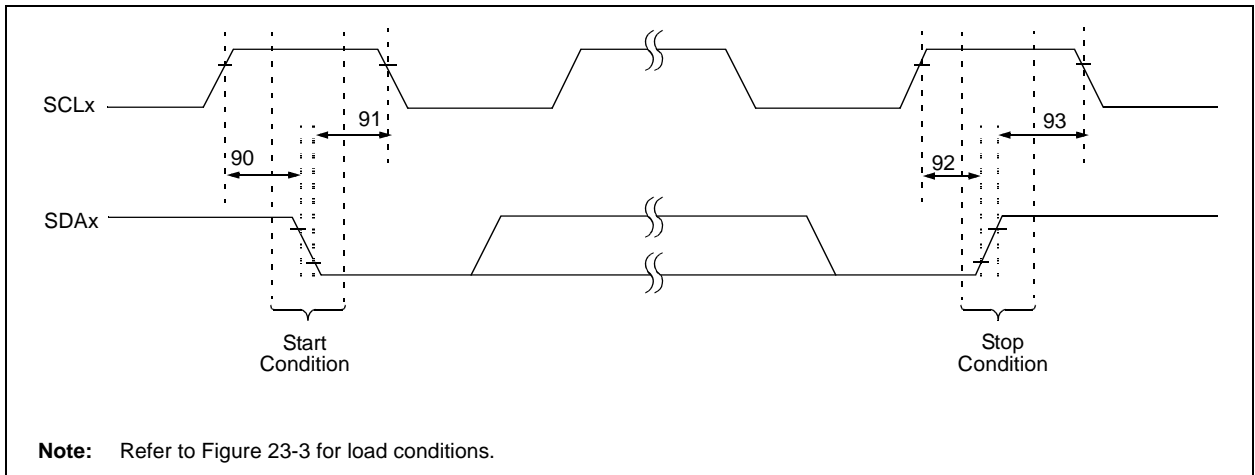 SCLx
91
93
90
92
SDAx
Start
Condition
Stop
Condition
Note: Refer to Figure 23-3 for load conditions.